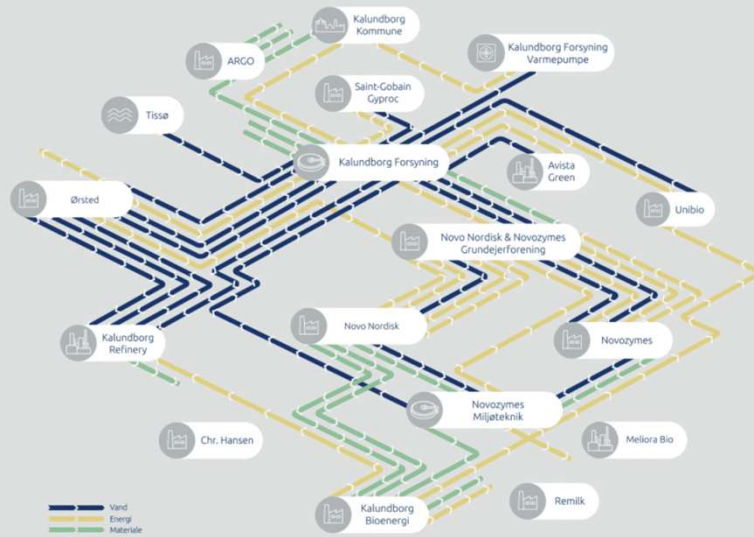 Kalundborg
Kommune
ARGO
Kalundborg Forsyning
Varmepumpe
Saint-Gobain
Gyproc
Tissø
Kalundborg Forsyning
Avista
Green
Ørsted
Unibio
Novo Nordisk & Novozymes
Grundejerforening
Kalundborg
Refinery
Novo Nordisk
Novozymes
Novozymes
Miljøteknik
Chr. Hansen
Meliora Bio
Kalundborg
Bioenergi
Remilk
Vand
Energi
Materiale